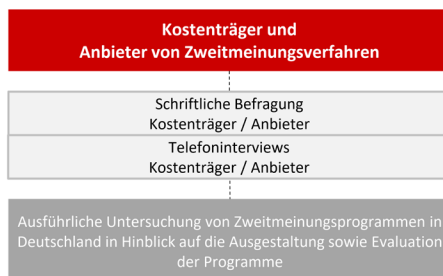 Kostenträger und
Anbieter von Zweitmeinungsverfahren
Schriftliche Befragung
Kostenträger / Anbieter
Telefoninterviews
Kostenträger / Anbieter
Ausführliche Untersuchung von Zweitmeinungsprogrammen in
Deutschland in Hinblick auf die Ausgestaltung sowie Evaluation
der Programme